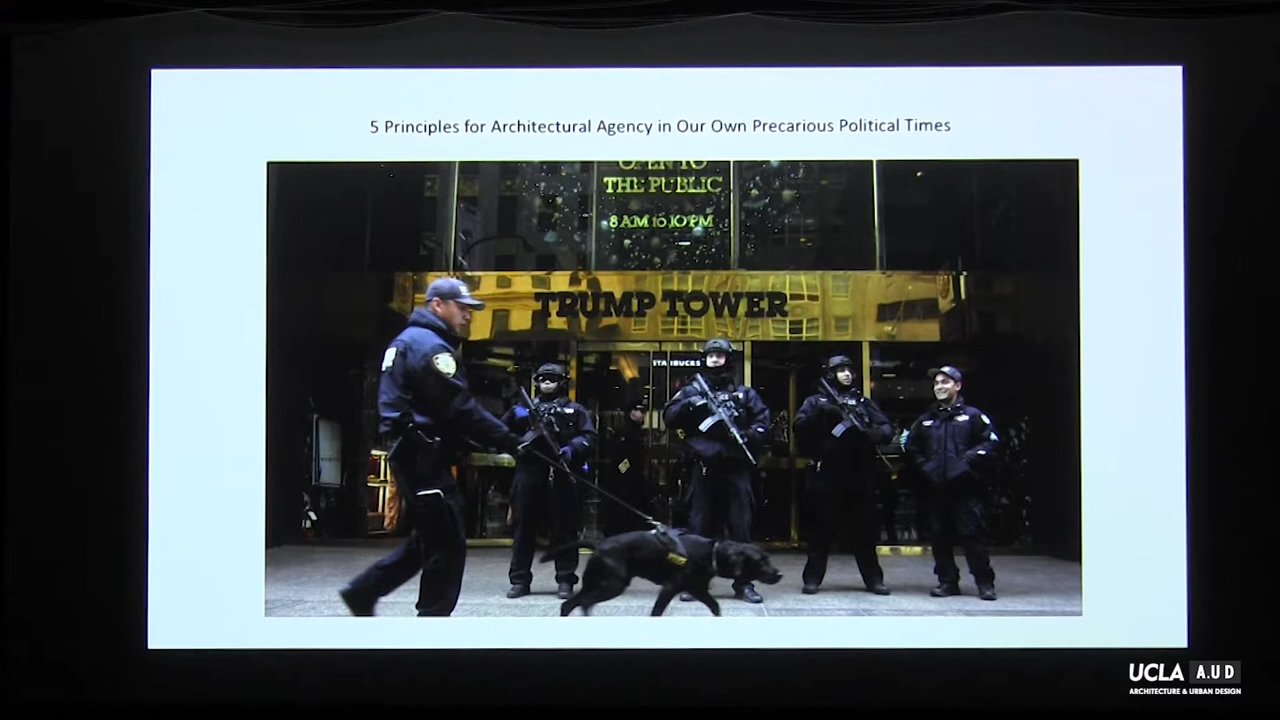 5 Principles for Architectural Agency in Our Own Precarious Political Times
OPEN TO
THE PUBLIC
8 AM to 10 PM
TRUMP TOWER
STARBUCKS
UCLA A.UD
ARCHITECTURE & URBAN DESIGN